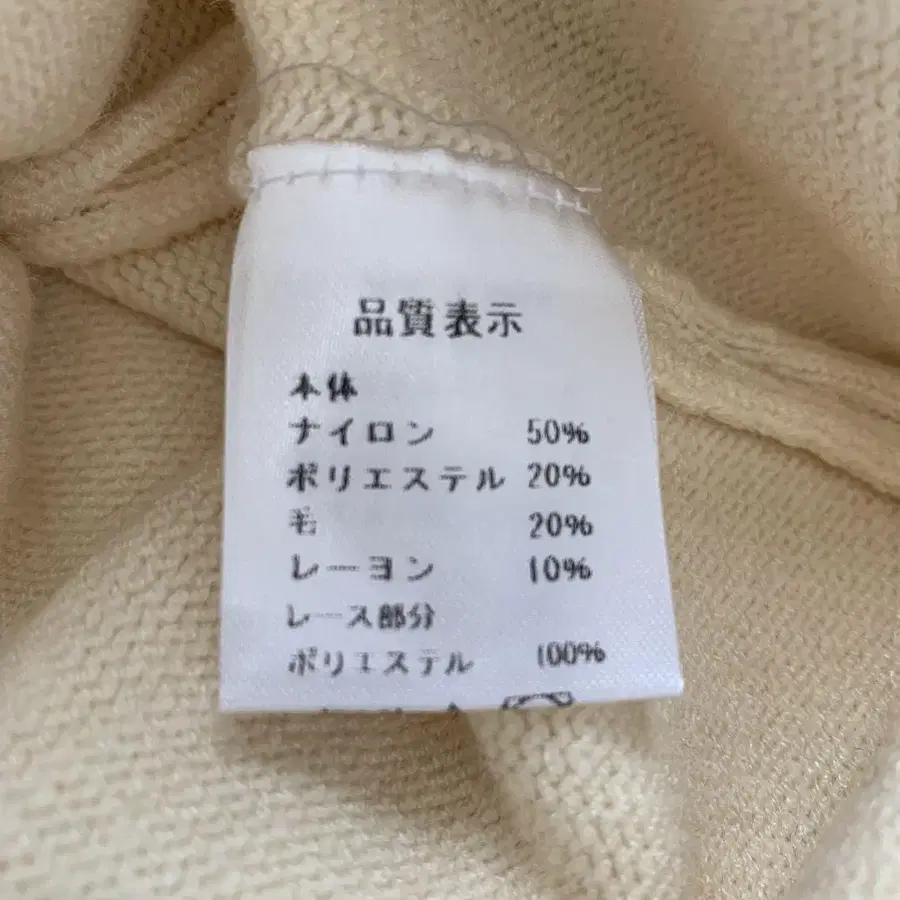 品質表示
本体
ナイロン 50%
ポリエステル 20%
毛 20%
レーヨン 10%
レース部分
ポリエステル 100%